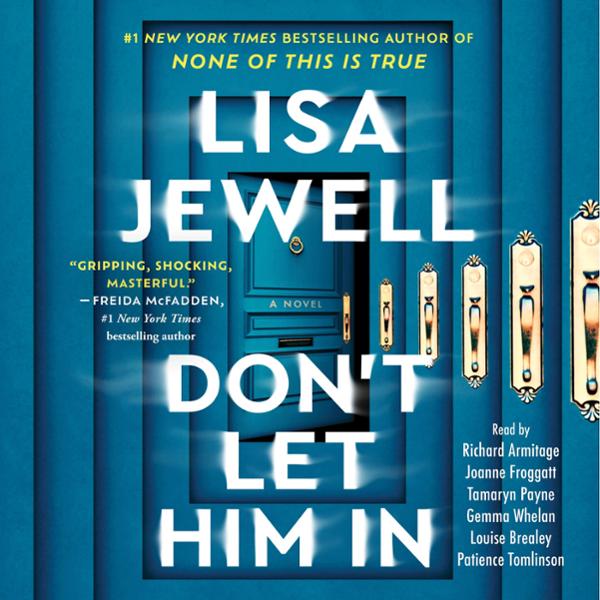 #1 NEW YORK TIMES BESTSELLING AUTHOR OF
NONE OF THIS IS TRUE
LISA
JEWELL
“GRIPPING, SHOCKING,
MASTERFUL.”
—FREIDA McFADDEN,
#1 New York Times
bestselling author
A NOVEL
DON'T
LET
HIM IN
Read by
Richard Armitage
Joanne Froggatt
Tamaryn Payne
Gemma Whelan
Louise Brealey
Patience Tomlinson